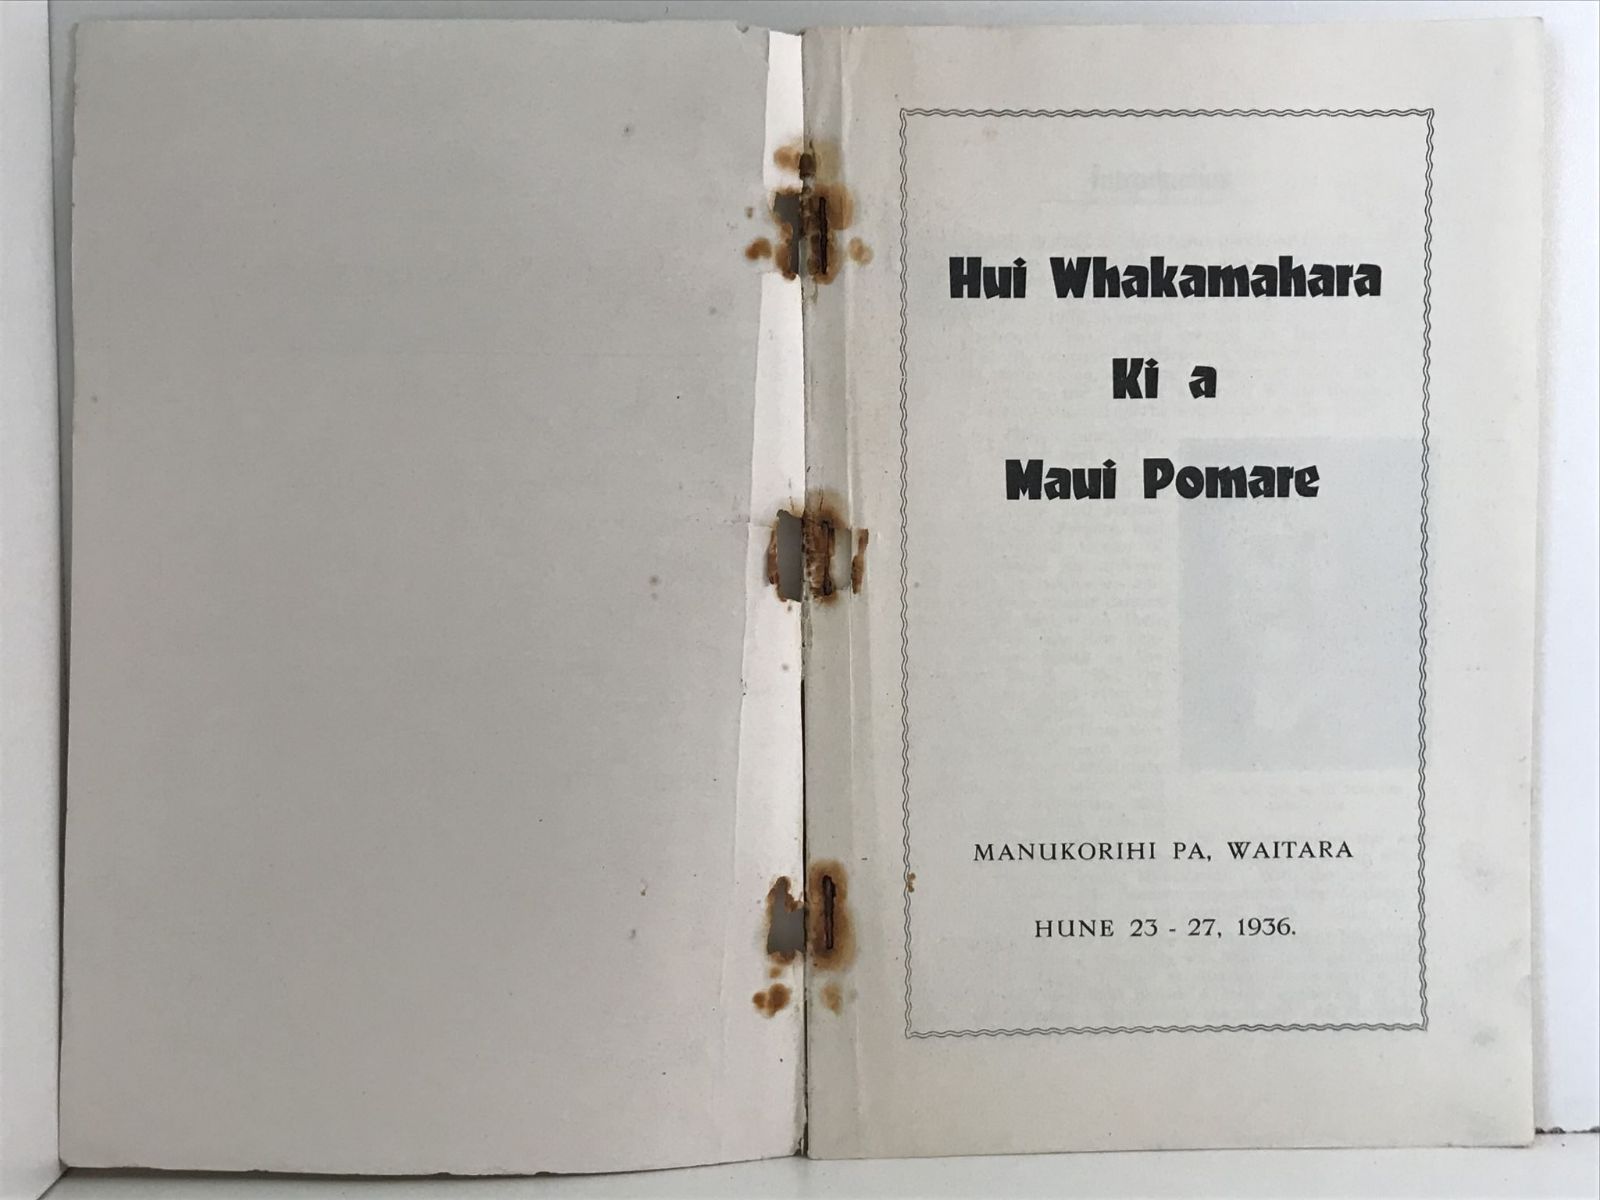 Hui Whakamahara
Ki a
Maui Pomare
MANUKORIHI PA, WAITARA
HUNE 23 - 27, 1936.